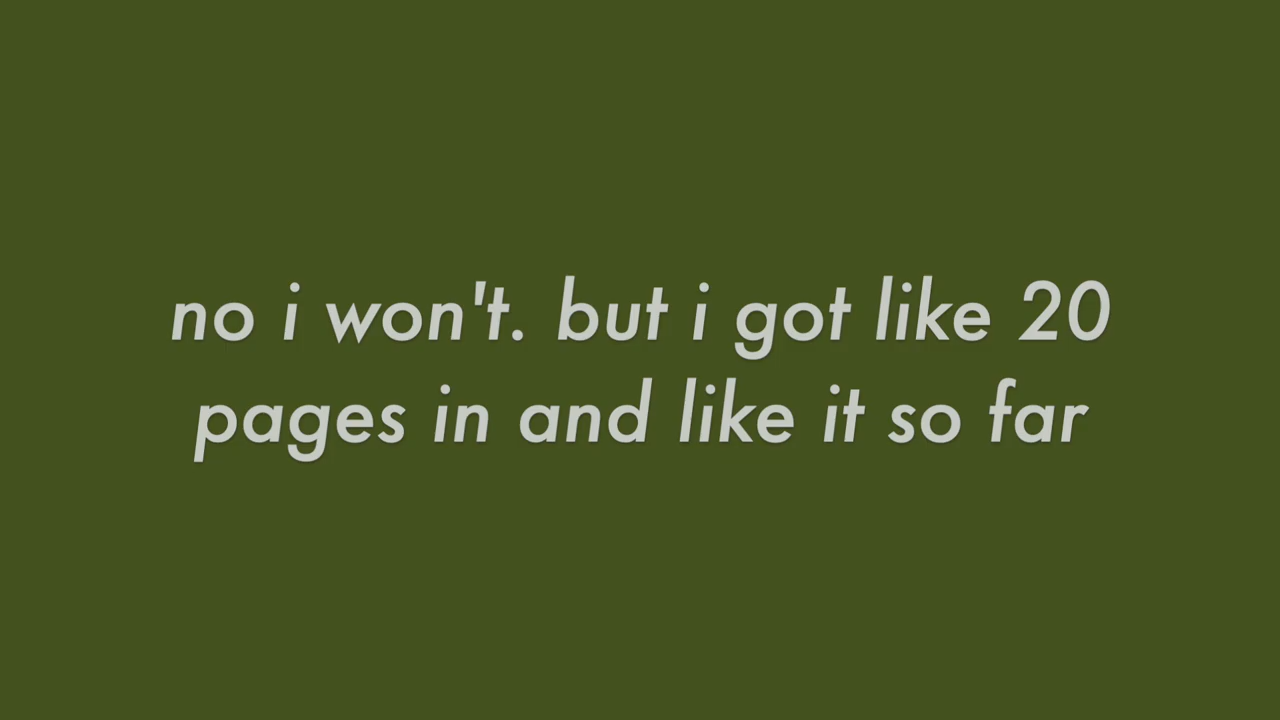 no i won't. but i got like 20
pages in and like it so far